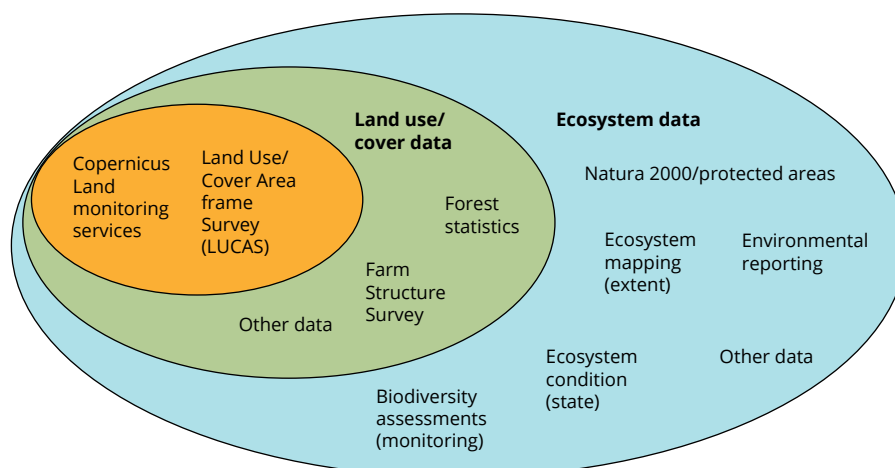 Land use/
cover data
Ecosystem data
Copernicus
Land
monitoring
services
Land Use/
Cover Area
frame
Survey
(LUCAS)
Natura 2000/protected areas
Forest
statistics
Ecosystem
mapping
(extent)
Environmental
reporting
Farm
Structure
Survey
Other data
Ecosystem
condition
(state)
Other data
Biodiversity
assessments
(monitoring)